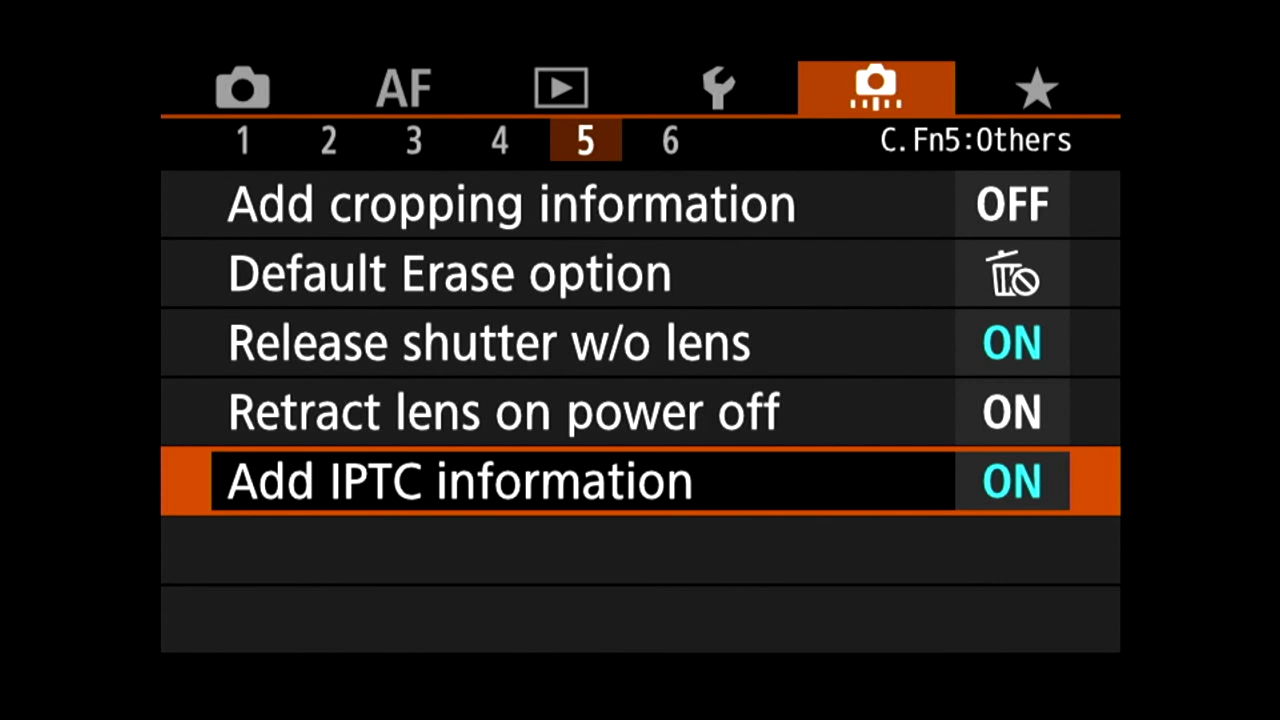 AF
1 2 3 4 5 6 C.Fn5:Others
Add cropping information OFF
Default Erase option
Release shutter w/o lens ON
Retract lens on power off ON
Add IPTC information ON